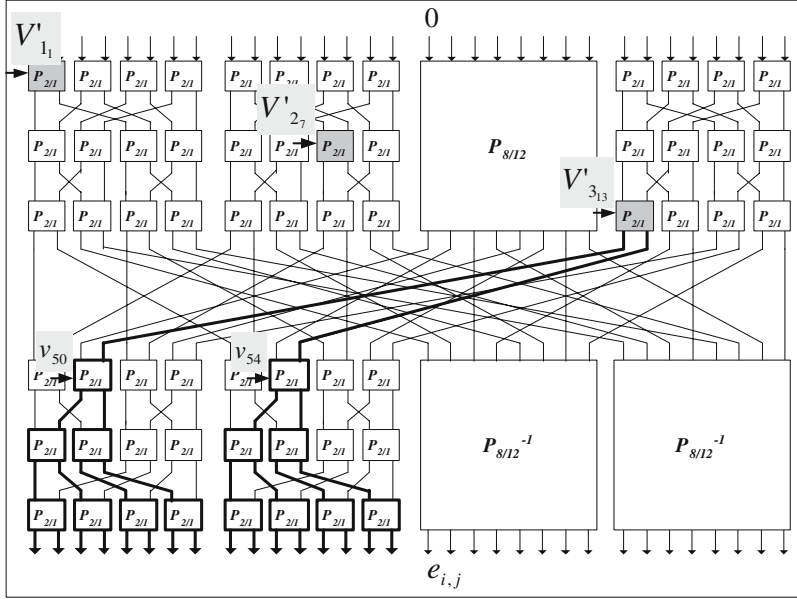 0
V'₁₁
P₂/₁ P₂/₁ P₂/₁ P₂/₁ P₂/₁ P₂/₁ P₂/₁ P₂/₁ P₂/₁ P₂/₁ P₂/₁ P₂/₁
V'₂₇
P₂/₁ P₂/₁ P₂/₁ P₂/₁ P₂/₁ P₂/₁ P₂/₁ P₂/₁ P₈/₁₂ P₂/₁ P₂/₁ P₂/₁ P₂/₁
V'₃₁₃
P₂/₁ P₂/₁ P₂/₁ P₂/₁ P₂/₁ P₂/₁ P₂/₁ P₂/₁ P₂/₁ P₂/₁ P₂/₁ P₂/₁
v₅₀ v₅₄
P₂/₁ P₂/₁ P₂/₁ P₂/₁ P₂/₁ P₂/₁ P₂/₁ P₂/₁
P₂/₁ P₂/₁ P₂/₁ P₂/₁ P₂/₁ P₂/₁ P₂/₁ P₂/₁ P₈/₁₂⁻¹ P₈/₁₂⁻¹
P₂/₁ P₂/₁ P₂/₁ P₂/₁ P₂/₁ P₂/₁ P₂/₁ P₂/₁
e_{i,j}